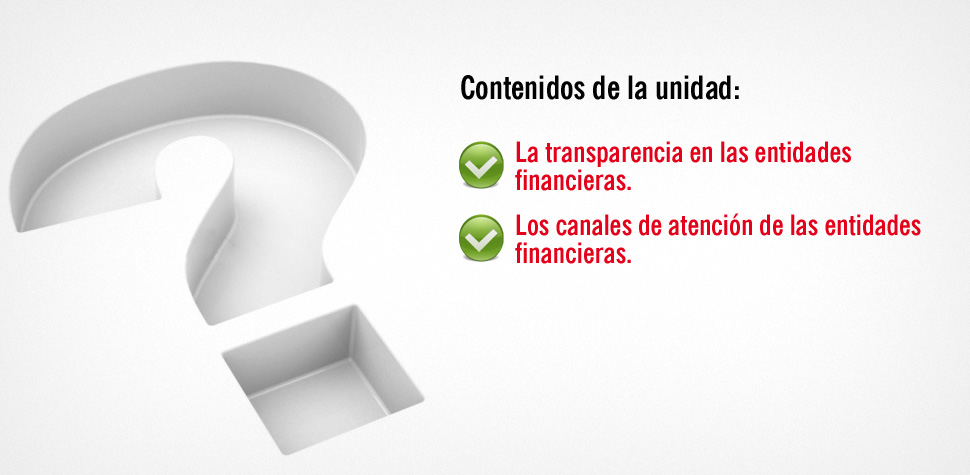 Contenidos de la unidad:
La transparencia en las entidades
financieras.
Los canales de atención de las entidades
financieras.